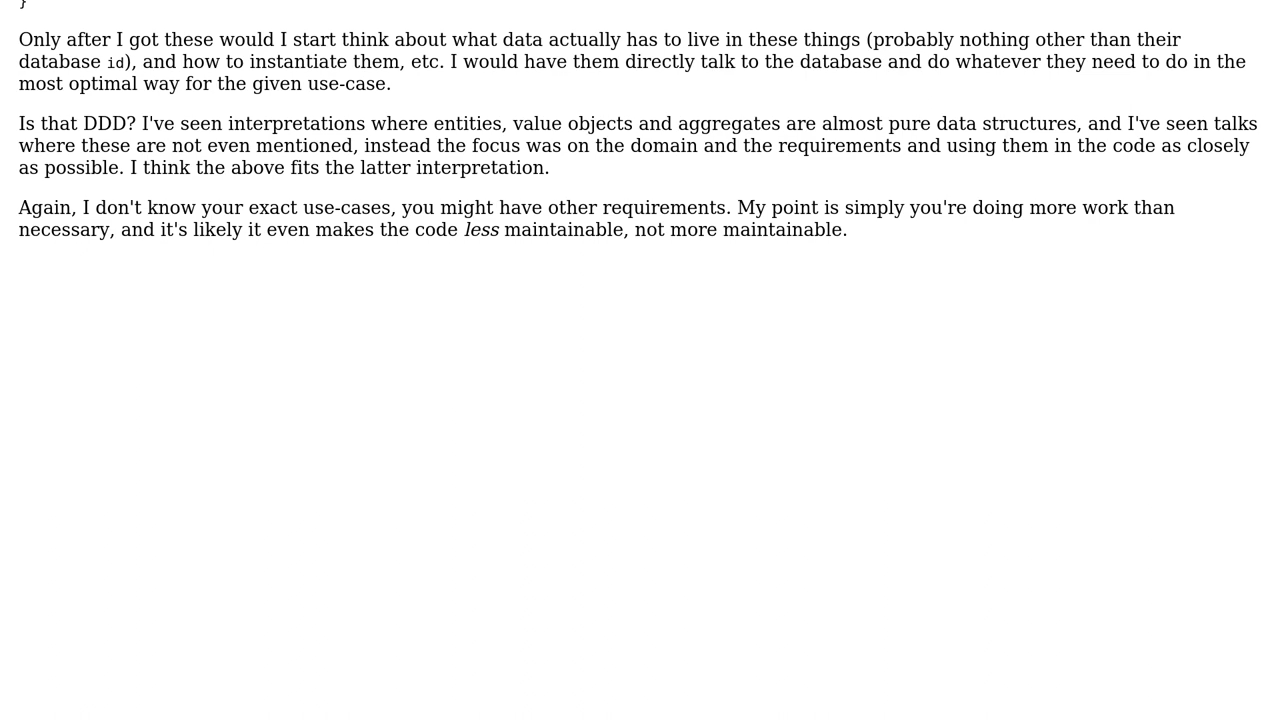 }
Only after I got these would I start think about what data actually has to live in these things (probably nothing other than their
database id), and how to instantiate them, etc. I would have them directly talk to the database and do whatever they need to do in the
most optimal way for the given use-case.
Is that DDD? I've seen interpretations where entities, value objects and aggregates are almost pure data structures, and I've seen talks
where these are not even mentioned, instead the focus was on the domain and the requirements and using them in the code as closely
as possible. I think the above fits the latter interpretation.
Again, I don't know your exact use-cases, you might have other requirements. My point is simply you're doing more work than
necessary, and it's likely it even makes the code less maintainable, not more maintainable.